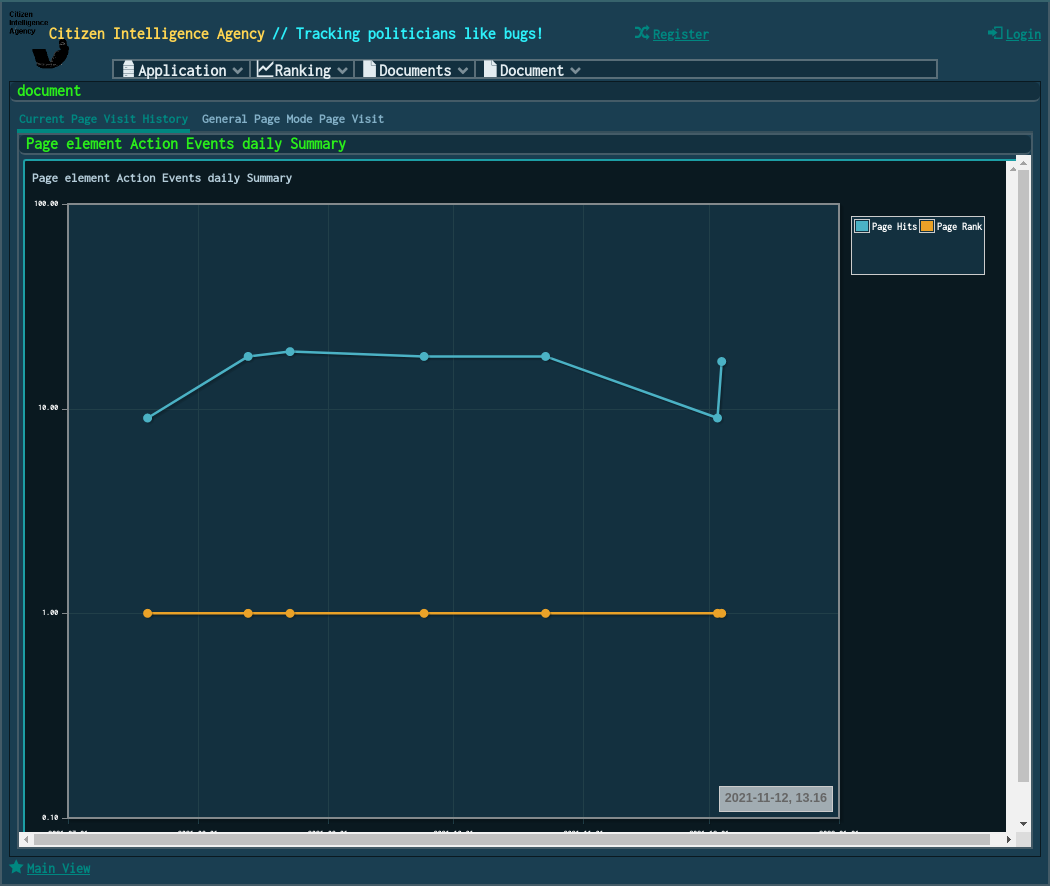 Citizen
Intelligence
Agency
Citizen Intelligence Agency // Tracking politicians like bugs!
Register
Login
Application
Ranking
Documents
Document
document
Current Page Visit History
General Page Mode Page Visit
Page element Action Events daily Summary
Page element Action Events daily Summary
100.00
Page Hits
Page Rank
10.00
1.00
2021-11-12, 13.16
0.10
Main View